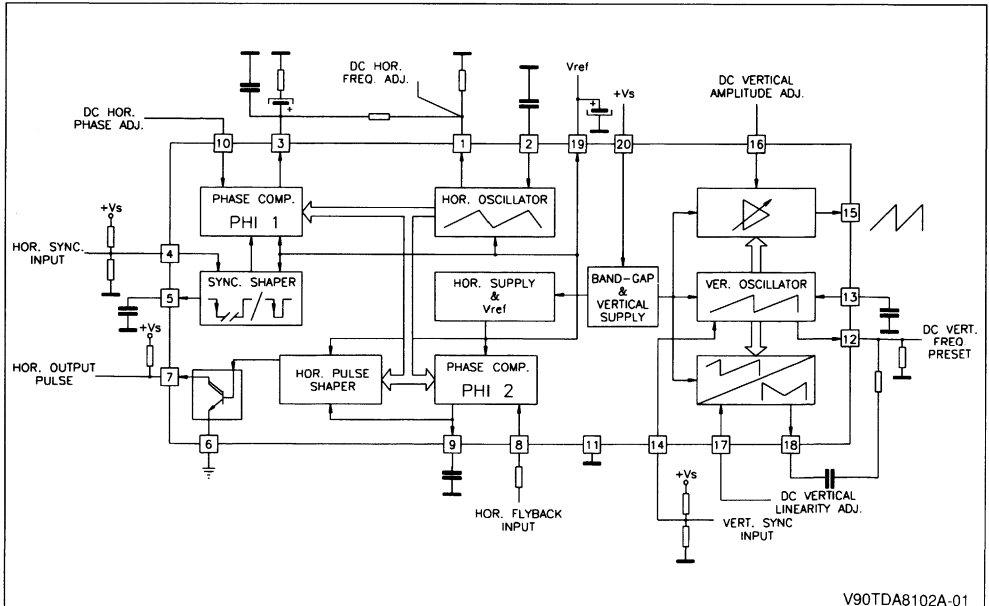 DC HOR.
FREQ. ADJ.
Vref
+
+Vs
DC VERTICAL
AMPLITUDE ADJ.
DC HOR.
PHASE ADJ.
+
10
3
1
2
19
20
16
PHASE COMP.
PHI 1
HOR. OSCILLATOR
15
+Vs
HOR. SYNC.
INPUT
4
5
SYNC. SHAPER
HOR. SUPPLY
&
Vref
BAND-GAP
&
VERTICAL
SUPPLY
VER. OSCILLATOR
13
12
DC VERT.
FREQ
PRESET
+Vs
HOR. OUTPUT
PULSE
7
HOR. PULSE
SHAPER
PHASE COMP.
PHI 2
6
9
8
11
14
17
18
HOR. FLYBACK
INPUT
+Vs
DC VERTICAL
LINEARITY ADJ.
VERT. SYNC
INPUT
V90TDA8102A-01